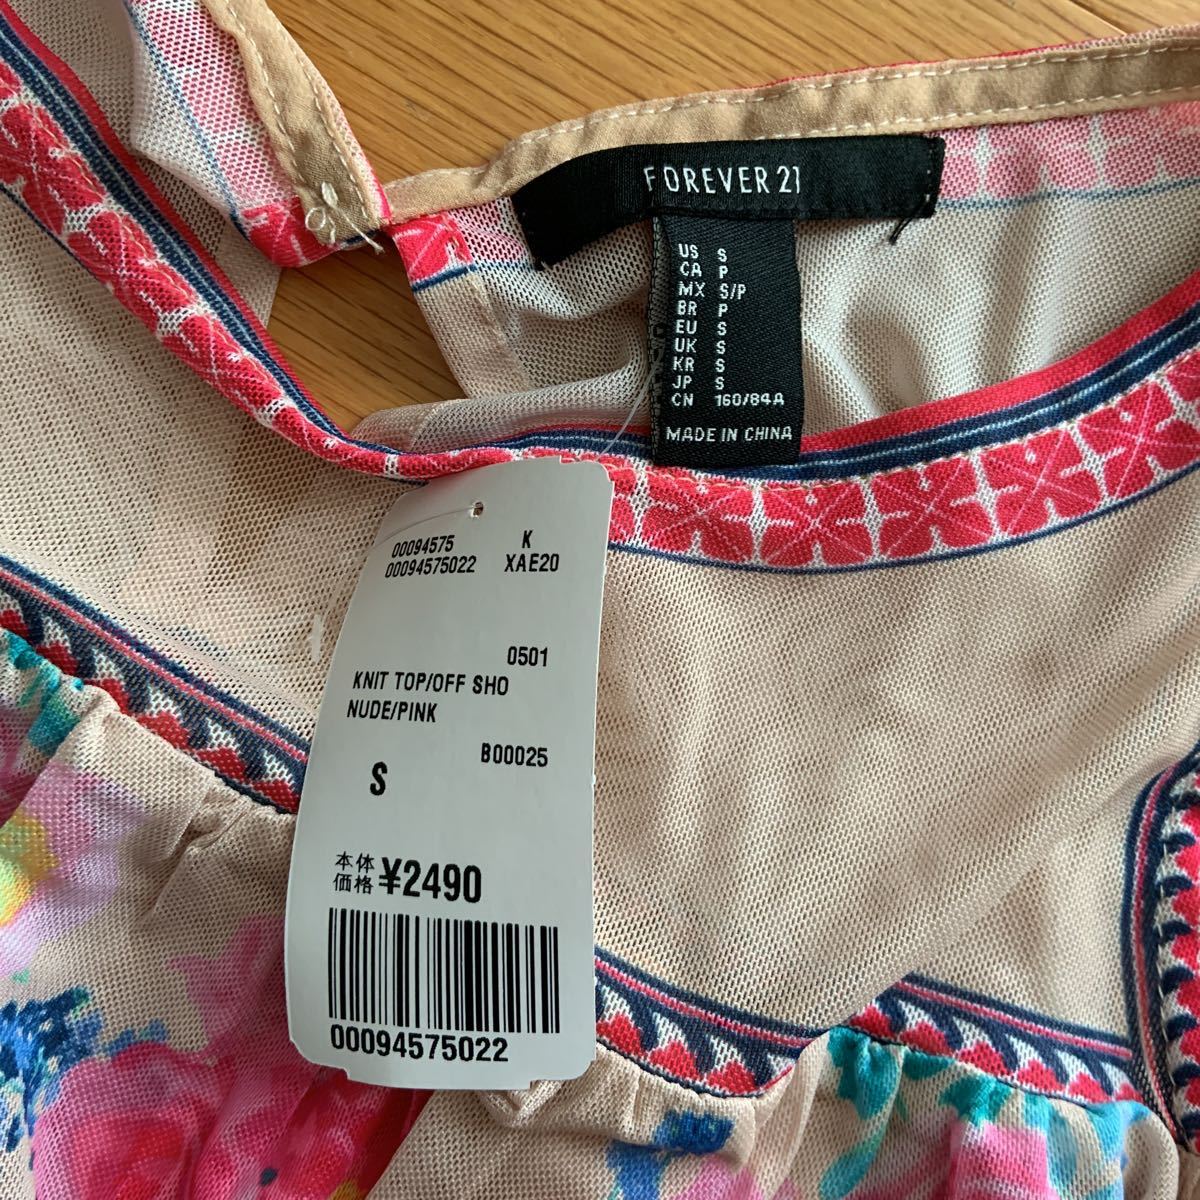 FOREVER 21
US S
CA P
MX S/P
BR P
EU S
UK S
KR S
JP S
CN 160/84A
MADE IN CHINA
00094575 K
00094575022 XAE20
0501
KNIT TOP/OFF SHO
NUDE/PINK
B00025
S
本体
価格 ¥2490
00094575022